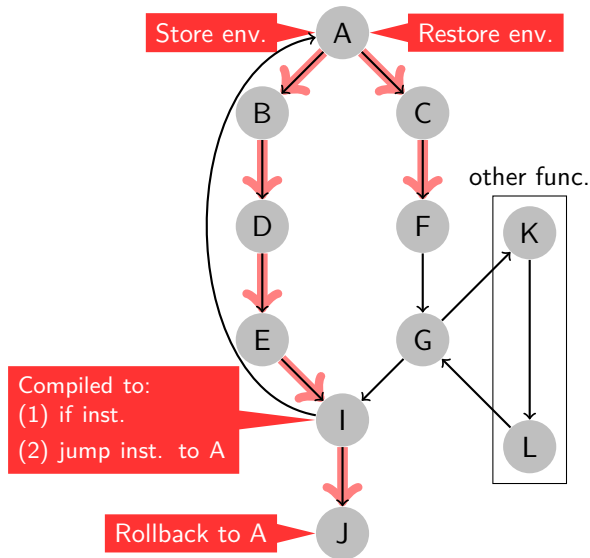 Store env.
A
Restore env.
B
C
other func.
D
F
K
E
G
Compiled to:
(1) if inst.
(2) jump inst. to A
I
L
Rollback to A
J